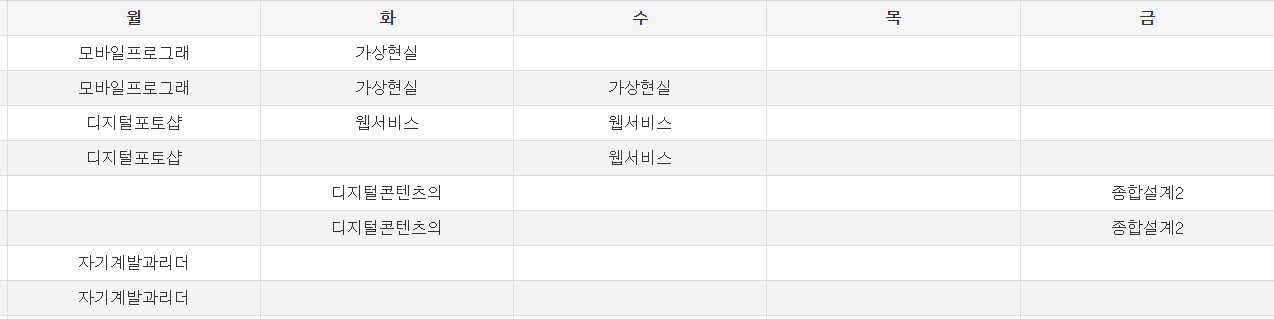 월 화 수 목 금
모바일프로그래 가상현실
모바일프로그래 가상현실 가상현실
디지털포토샵 웹서비스 웹서비스
디지털포토샵 웹서비스
디지털콘텐츠의 종합설계2
디지털콘텐츠의 종합설계2
자기계발과리더
자기계발과리더